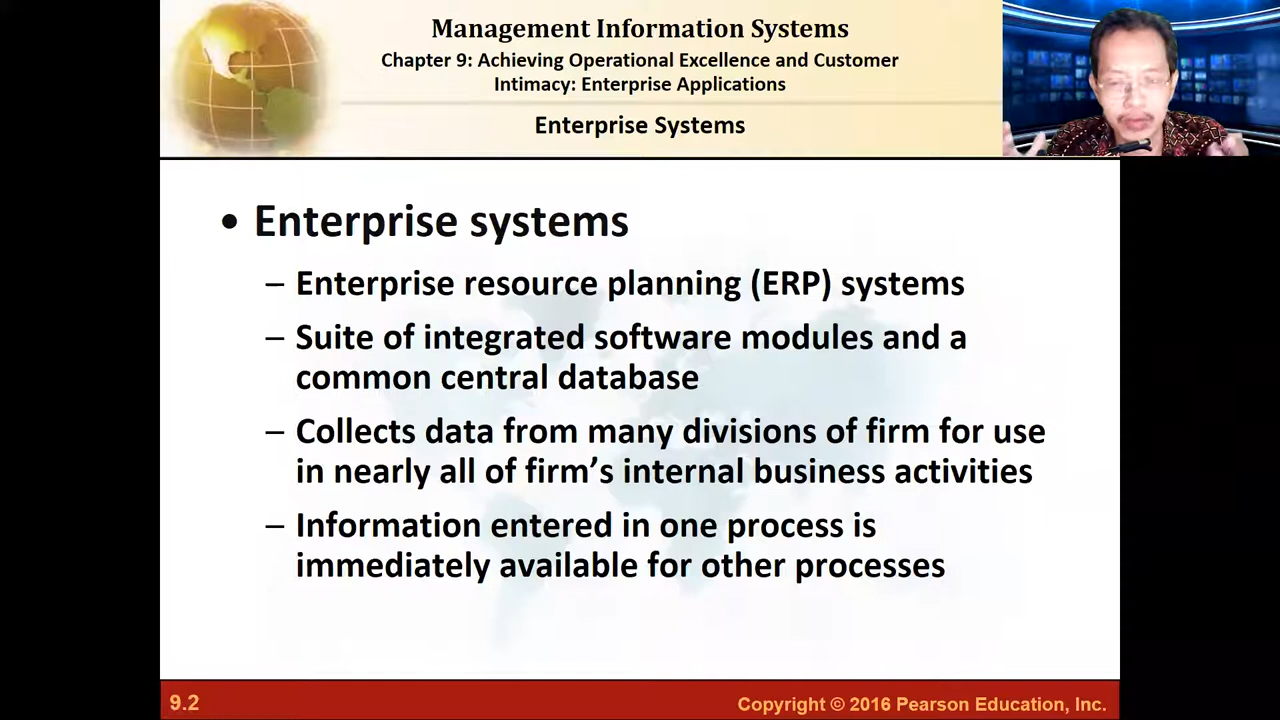 Management Information Systems
Chapter 9: Achieving Operational Excellence and Customer
Intimacy: Enterprise Applications
Enterprise Systems
• Enterprise systems
– Enterprise resource planning (ERP) systems
– Suite of integrated software modules and a
common central database
– Collects data from many divisions of firm for use
in nearly all of firm’s internal business activities
– Information entered in one process is
immediately available for other processes
9.2
Copyright © 2016 Pearson Education, Inc.